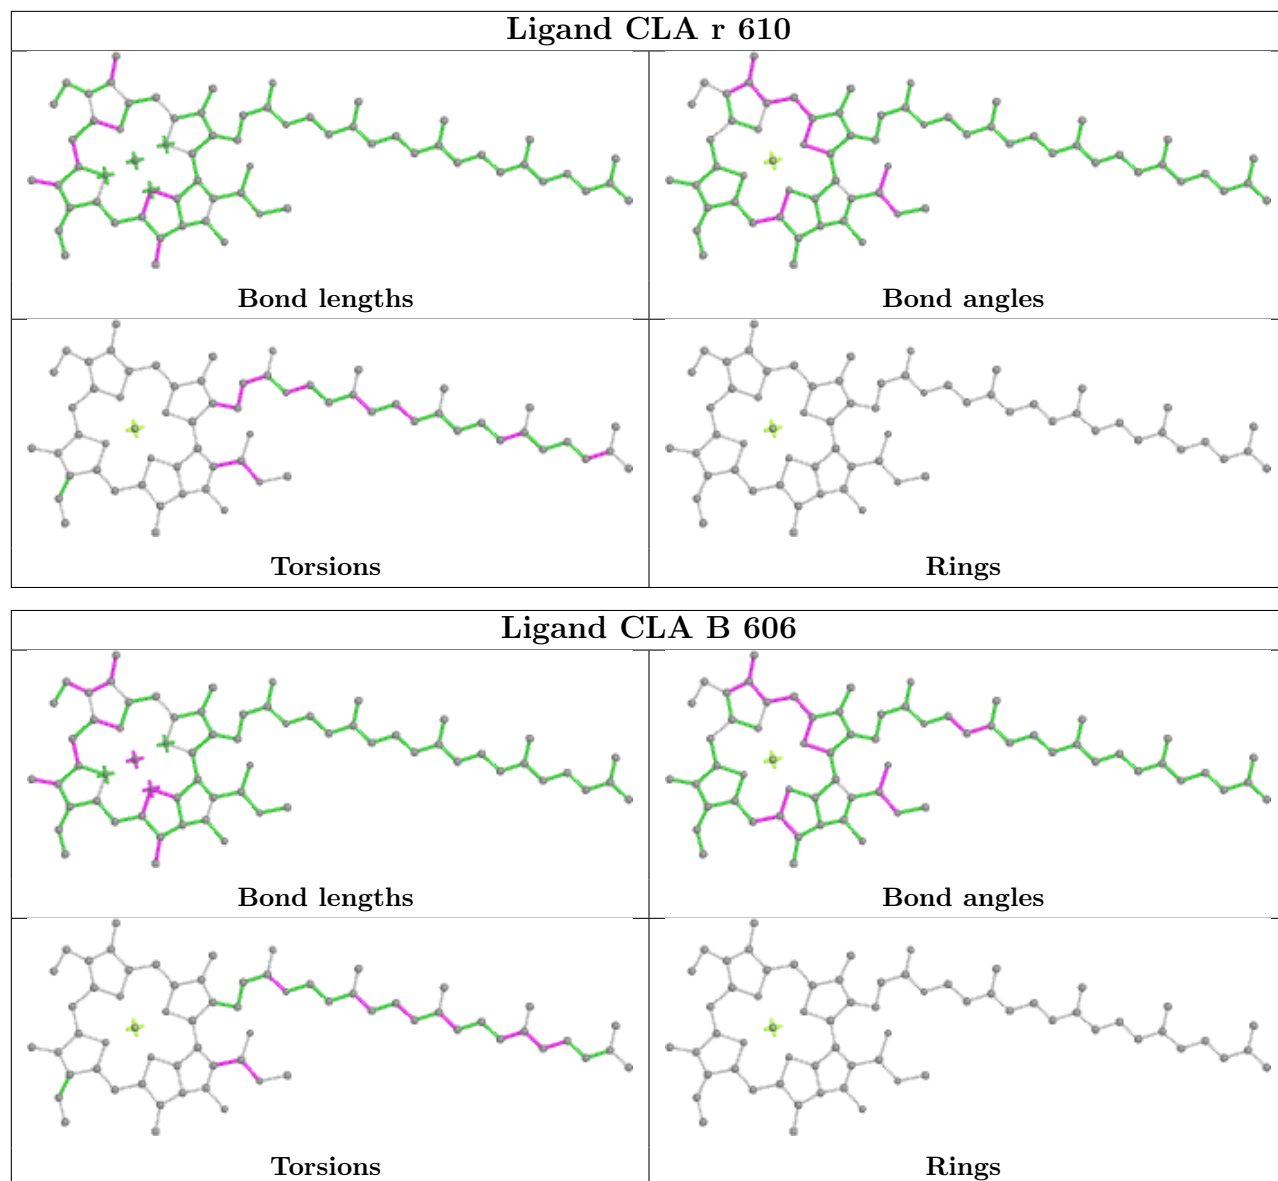 Ligand CLA r 610
Bond lengths
Bond angles
Torsions
Rings
Ligand CLA B 606
Bond lengths
Bond angles
Torsions
Rings